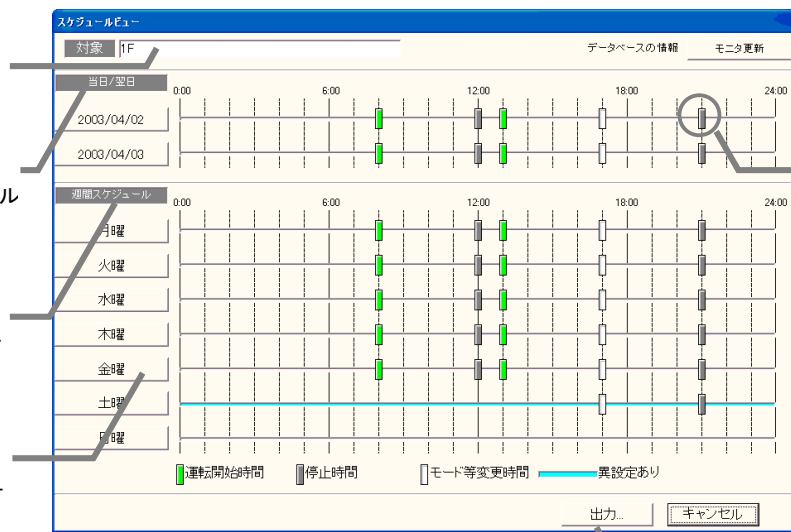 スケジュールビュー
対象 1F データベースの情報 モニタ更新
当日/翌日
0:00 6:00 12:00 18:00 24:00
2003/04/02
2003/04/03
ル
週間スケジュール
0:00 6:00 12:00 18:00 24:00
月曜
火曜
水曜
木曜
金曜
土曜
日曜
運転開始時間 停止時間 モード等変更時間 異設定あり
出力... キャンセル